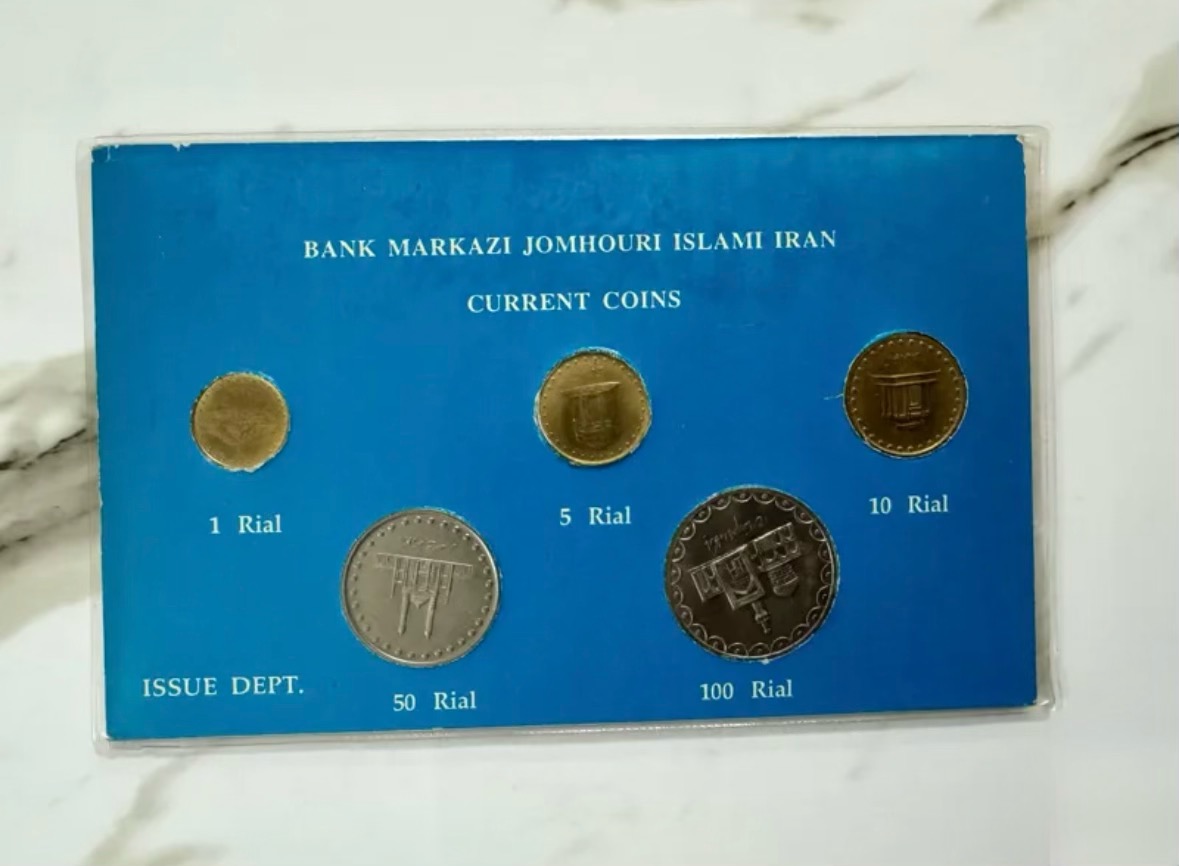 BANK MARKAZI JOMHOURI ISLAMI IRAN
CURRENT COINS
1 Rial
5 Rial
10 Rial
50 Rial
100 Rial
ISSUE DEPT.